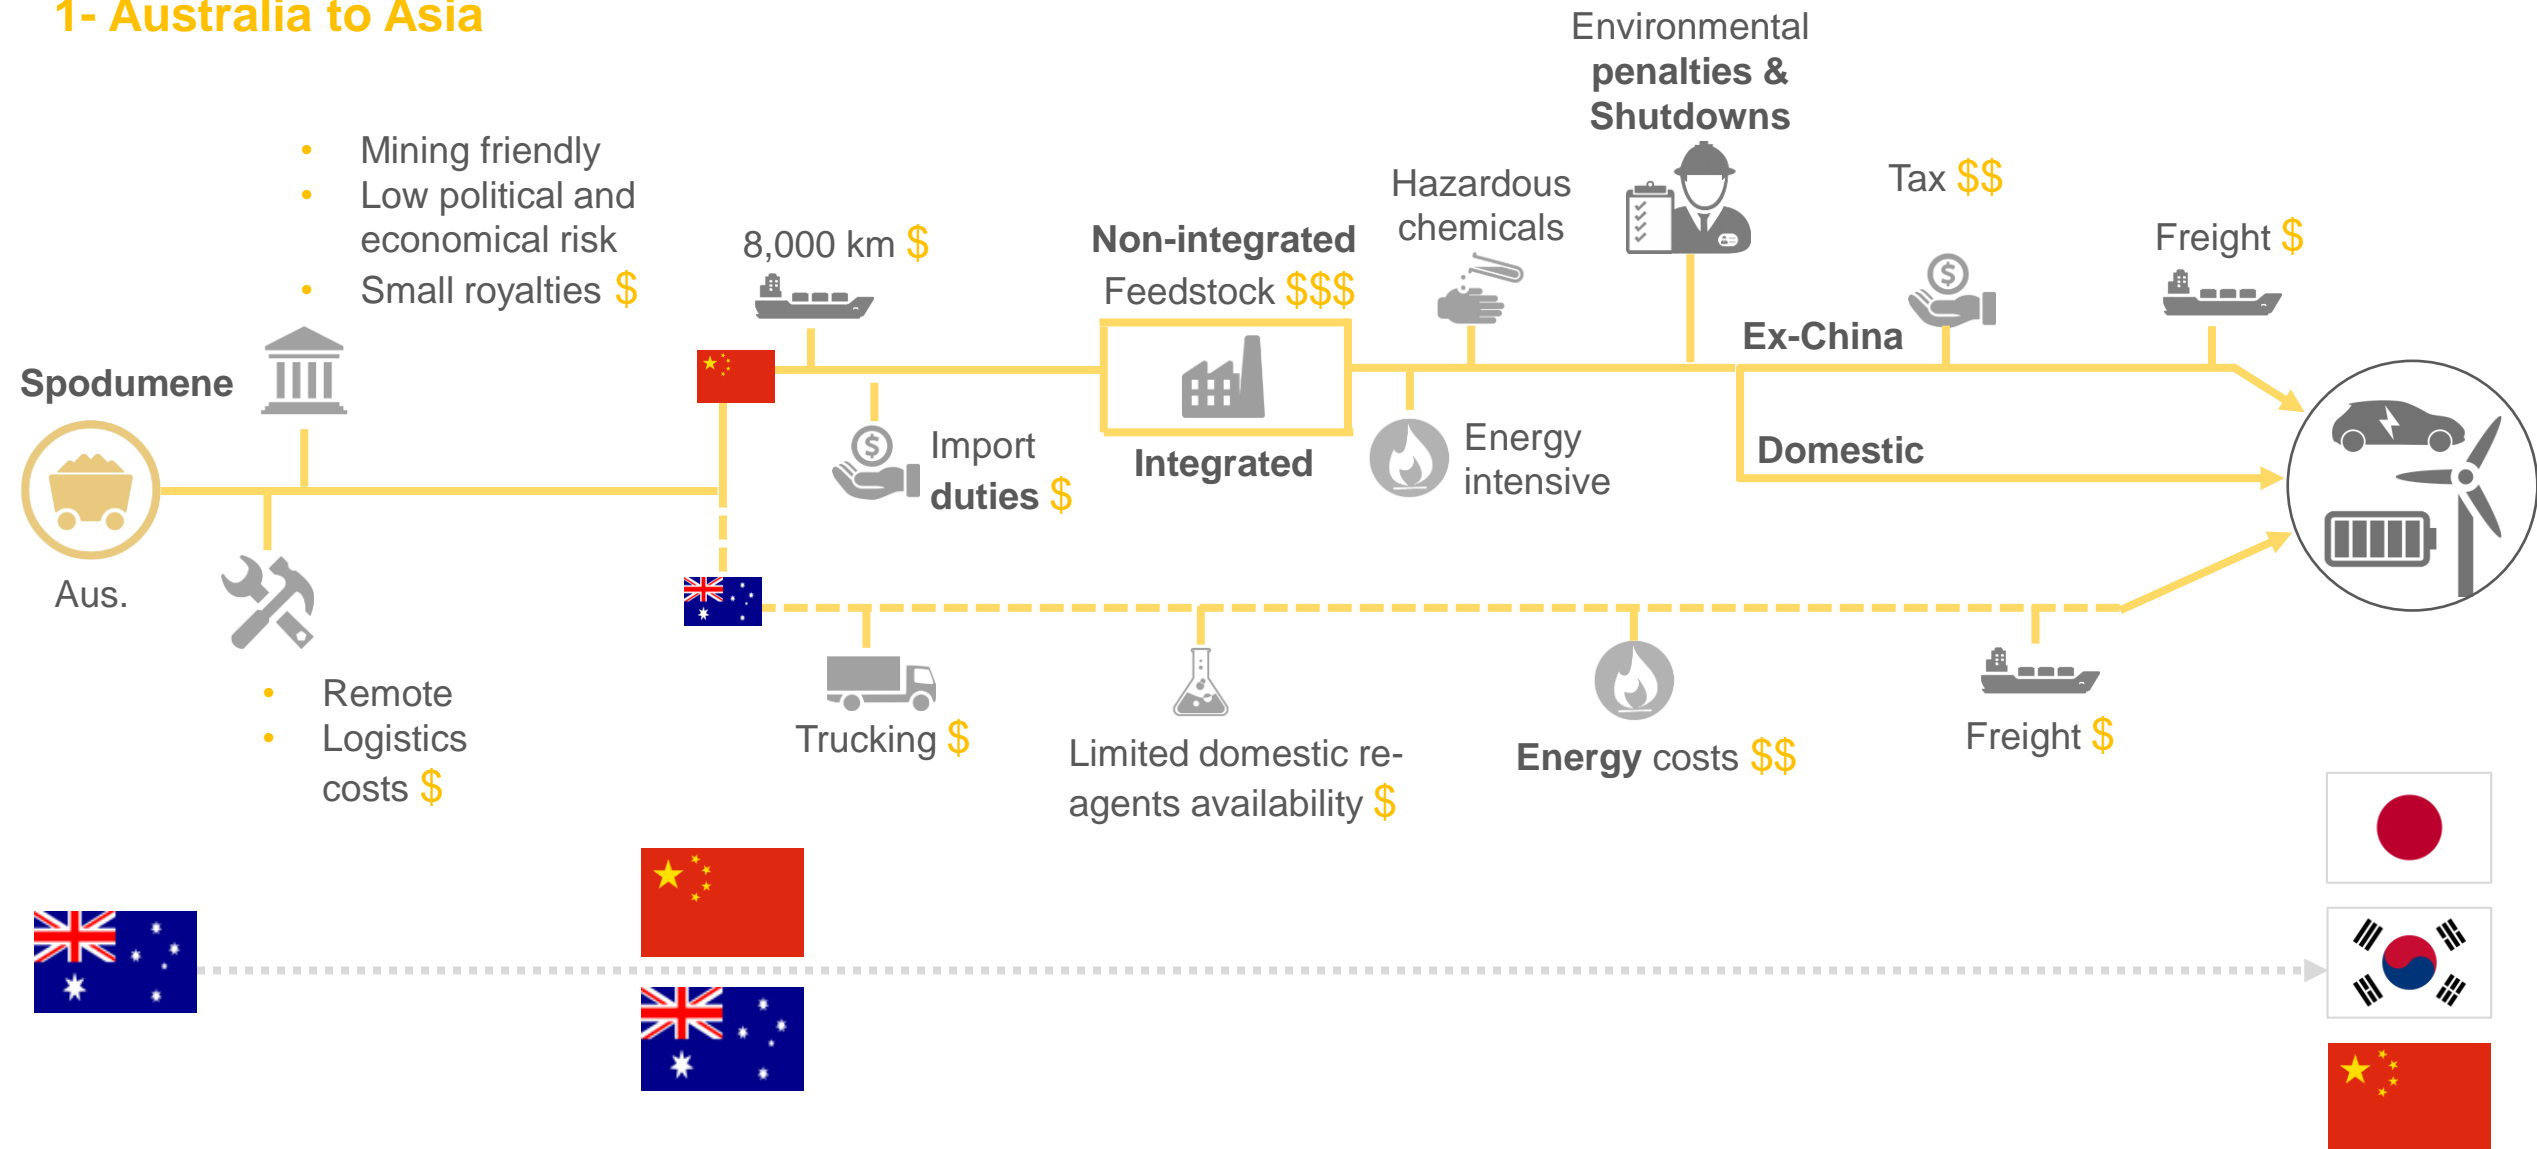 1- Australia to Asia
Environmental
penalties &
Shutdowns
• Mining friendly
• Low political and
economical risk
• Small royalties $
8,000 km $
Non-integrated
Feedstock $$$
Hazardous
chemicals
Tax $$
Freight $
Ex-China
Spodumene
Import
duties $
Integrated
Energy
intensive
Domestic
Aus.
• Remote
• Logistics
costs $
Trucking $
Limited domestic re-
agents availability $
Energy costs $$
Freight $